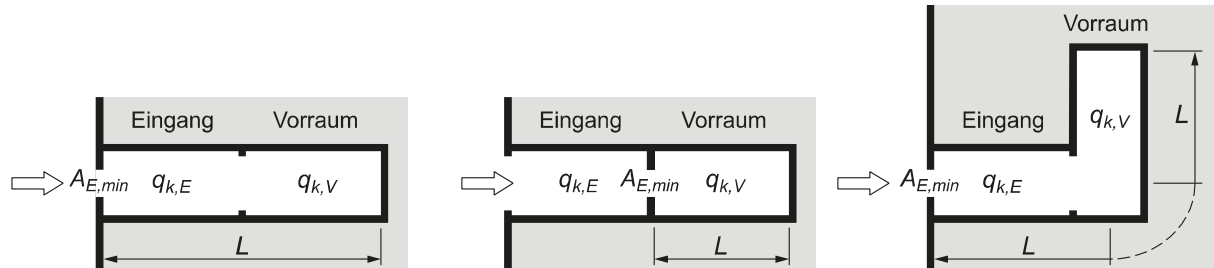 Eingang Vorraum
A_E,min q_k,E q_k,V
L
Eingang Vorraum
q_k,E A_E,min q_k,V
L
Vorraum
Eingang q_k,V L
A_E,min q_k,E
L